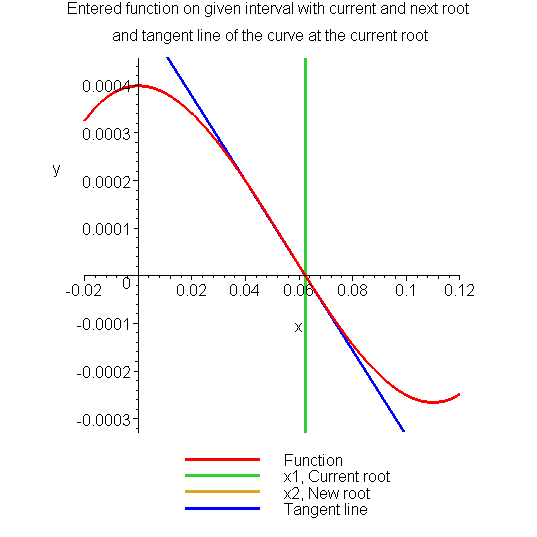 Entered function on given interval with current and next root
and tangent line of the curve at the current root
0.0004
0.0003
y
0.0002
0.0001
0
-0.02 0.02 0.04 0.06 0.08 0.1 0.12
-0.0001
x
-0.0002
-0.0003
Function
x1, Current root
x2, New root
Tangent line